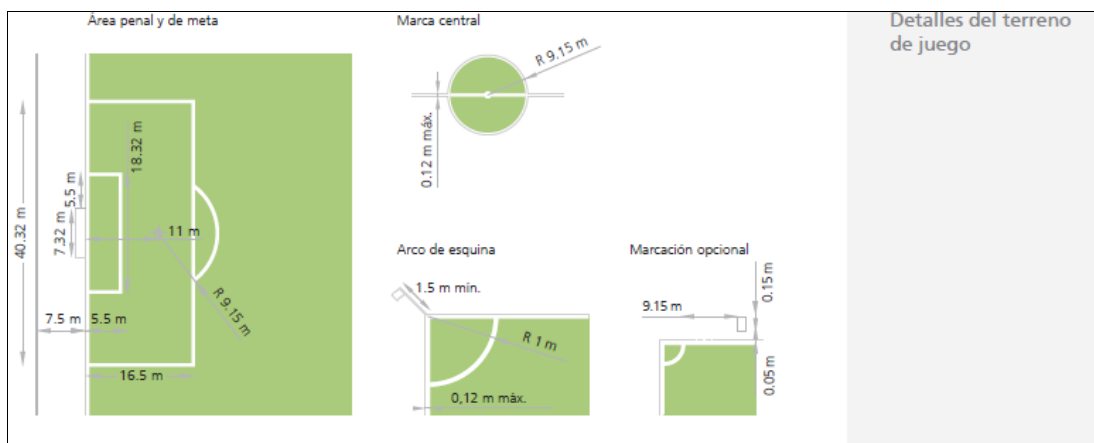 Área penal y de meta
40.32 m
18.32 m
5.5 m
7.32 m
11 m
R 9.15 m
7.5 m
5.5 m
16.5 m
Marca central
R 9.15 m
0.12 m máx.
Arco de esquina
1.5 m mín.
R 1 m
0,12 m máx.
Marcación opcional
9.15 m
0.15 m
0.05 m
Detalles del terreno
de juego